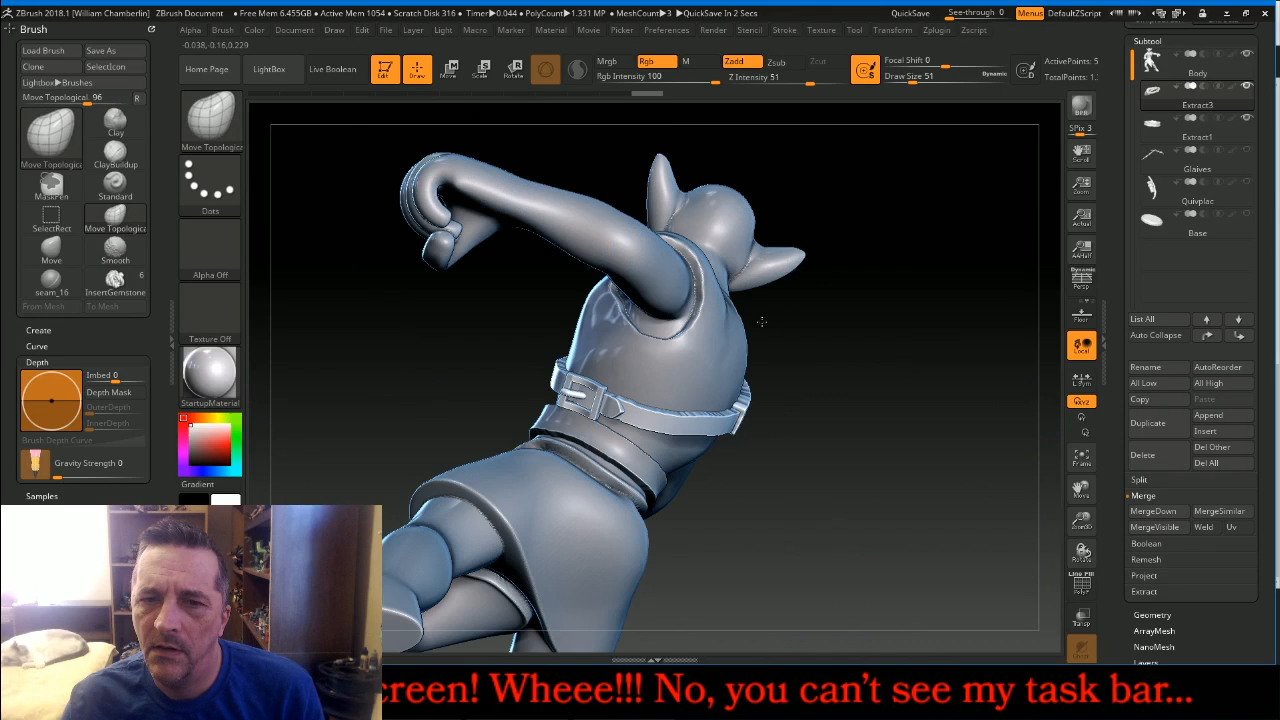 ZBrush 2018.1 [William Chamberlin] ZBrush Document • Free Mem 6.455GB • Active Mem 1054 • Scratch Disk 316 • Timer▶0.044 • PolyCount▶1.331 MP • MeshCount▶3 ▶QuickSave In 2 Secs QuickSave See-through 0 Menus DefaultZScript
Brush Alpha Brush Color Document Draw Edit File Layer Light Macro Marker Material Movie Picker Preferences Render Stencil Stroke Texture Tool Transform Zplugin Zscript
-0.038,-0.16,0.229
Load Brush Save As
Clone SelectIcon
Lightbox▶Brushes
Move Topological 96 R
Clay
Move Topologica ClayBuildup
MaskPen Standard
SelectRect Move Topologica
Move Smooth
6
seam_16 InsertGemstone
From Mesh To Mesh
Create
Curve
Depth
Imbed 0
Depth Mask
OuterDepth
InnerDepth
Brush Depth Curve
Gravity Strength 0
Samples
Home Page LightBox Live Boolean Edit Draw Move Scale Rotate
Mrgb Rgb M Zadd Zsub Zcut
Rgb Intensity 100 Z Intensity 51
Focal Shift 0
Draw Size 51 Dynamic
S D
ActivePoints: 5
TotalPoints: 1.
Move Topologica
Dots
Alpha Off
Texture Off
StartupMaterial
Gradient
BPR
SPix 3
Scroll
Zoom
Actual
AAHalf
Dynamic
Persp
Floor
Local
L.Sym
Frame
Move
Zoom3D
Rotate
Line Fill
PolyF
Transp
Subtool
Body
Extract3
Extract1
Glaives
Quivplac
Base
List All
Auto Collapse
Rename AutoReorder
All Low All High
Copy Paste
Duplicate Append
Insert
Delete Del Other
Del All
Split
Merge
MergeDown MergeSimilar
MergeVisible Weld Uv
Boolean
Remesh
Project
Extract
Geometry
ArrayMesh
NanoMesh
Layers
creen! Wheee!!! No, you can't see my task bar...